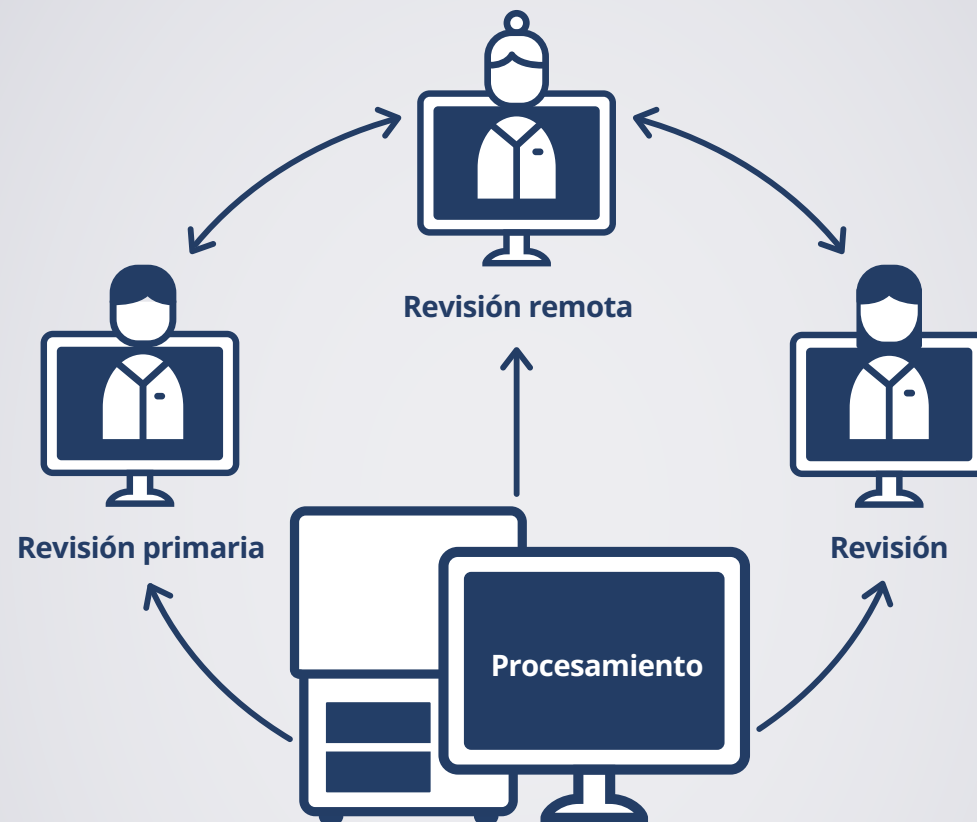 Revisión remota
Revisión primaria
Revisión
Procesamiento